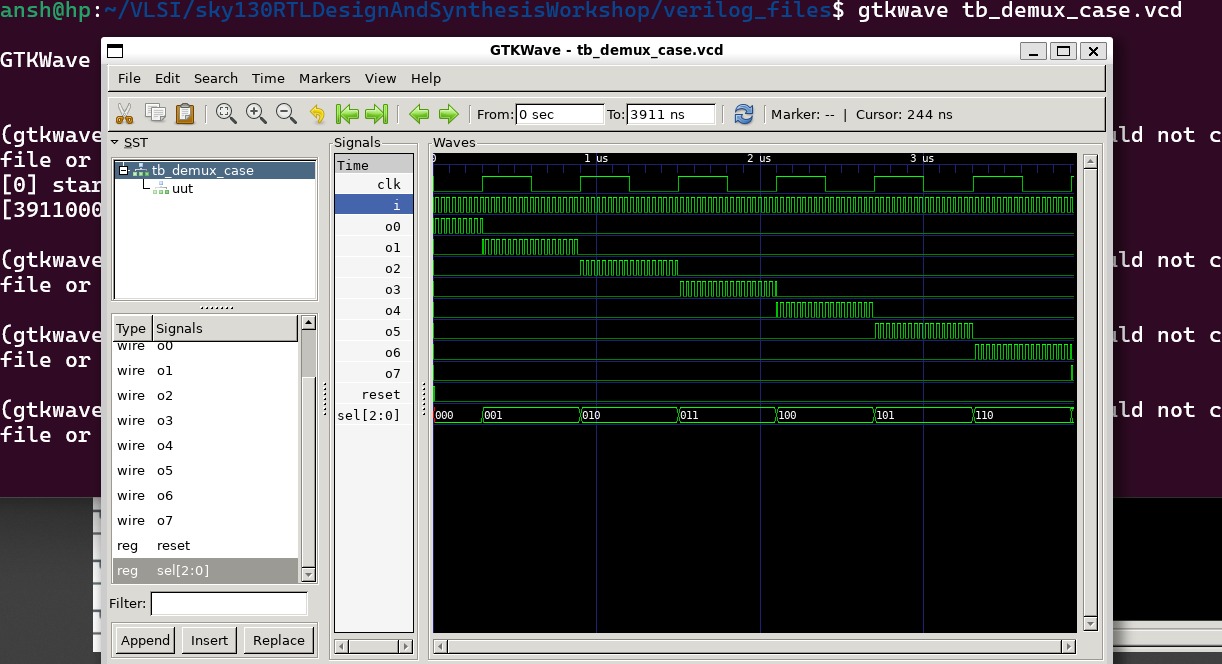 ansh@hp:~/VLSI/sky130RTLDesignAndSynthesisWorkshop/verilog_files$ gtkwave tb_demux_case.vcd
GTKWave - tb_demux_case.vcd
GTKWave
File Edit Search Time Markers View Help
From: 0 sec To: 3911 ns Marker: -- | Cursor: 244 ns
(gtkwave
file or
[0] star
[39110000
(gtkwave
file or
(gtkwave
file or
(gtkwave
file or
ld not c
ld not c
ld not c
ld not c
SST
tb_demux_case
uut
Type Signals
wire o0
wire o1
wire o2
wire o3
wire o4
wire o5
wire o6
wire o7
reg reset
reg sel[2:0]
Filter:
Append Insert Replace
Signals
Time
clk
i
o0
o1
o2
o3
o4
o5
o6
o7
reset
sel[2:0]
Waves
0 1 us 2 us 3 us
000 001 010 011 100 101 110